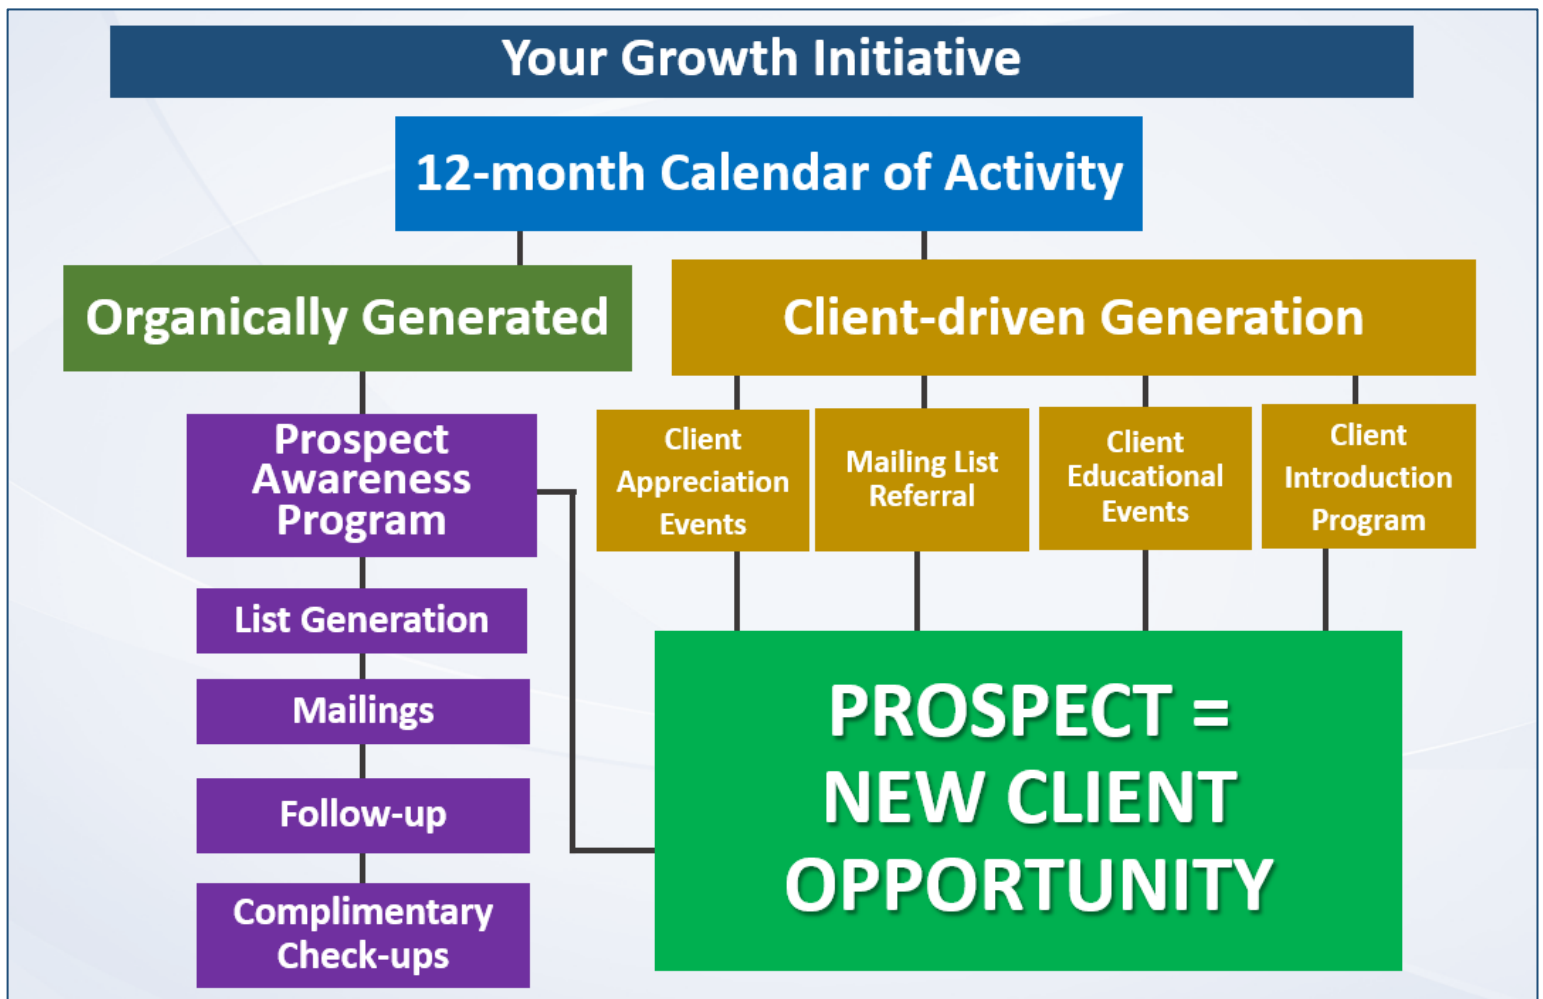 Your Growth Initiative
12-month Calendar of Activity
Organically Generated
Client-driven Generation
Prospect
Awareness
Program
List Generation
Mailings
Follow-up
Complimentary
Check-ups
Client
Appreciation
Events
Mailing List
Referral
Client
Educational
Events
Client
Introduction
Program
PROSPECT =
NEW CLIENT
OPPORTUNITY